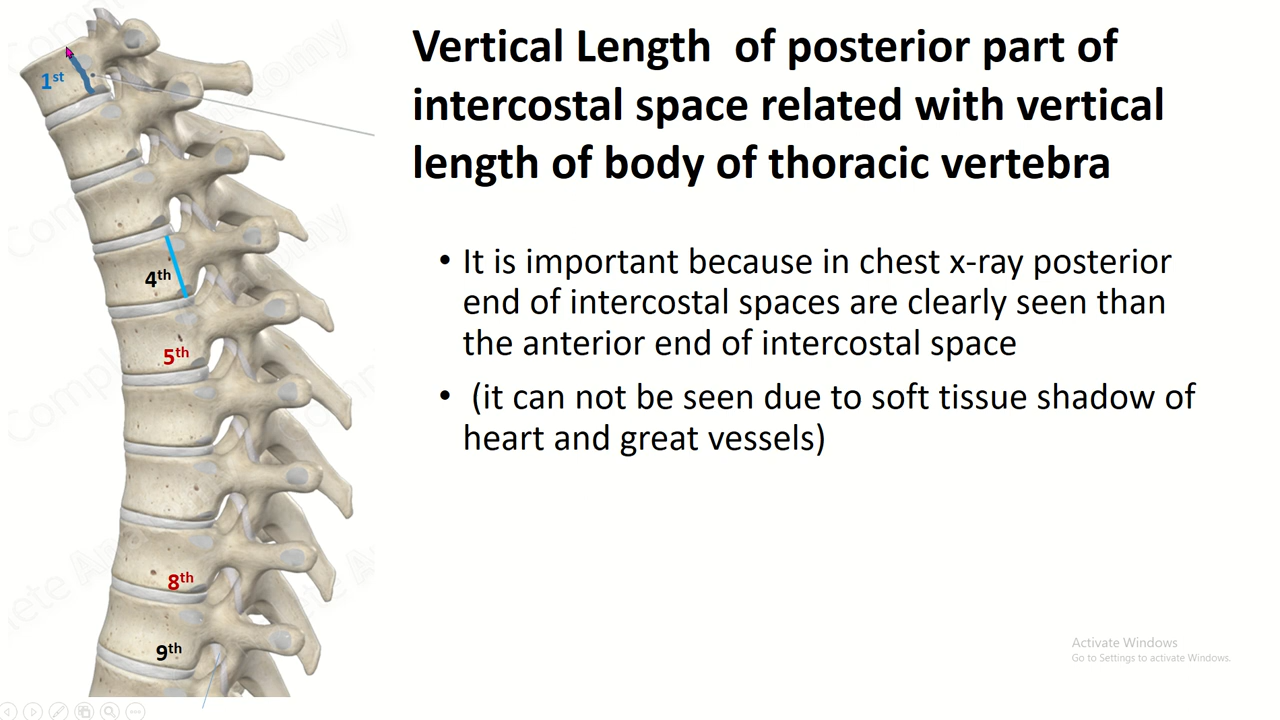 Vertical Length of posterior part of
intercostal space related with vertical
length of body of thoracic vertebra
• It is important because in chest x-ray posterior
end of intercostal spaces are clearly seen than
the anterior end of intercostal space
• (it can not be seen due to soft tissue shadow of
heart and great vessels)
1st
4th
5th
8th
9th
Activate Windows
Go to Settings to activate Windows.